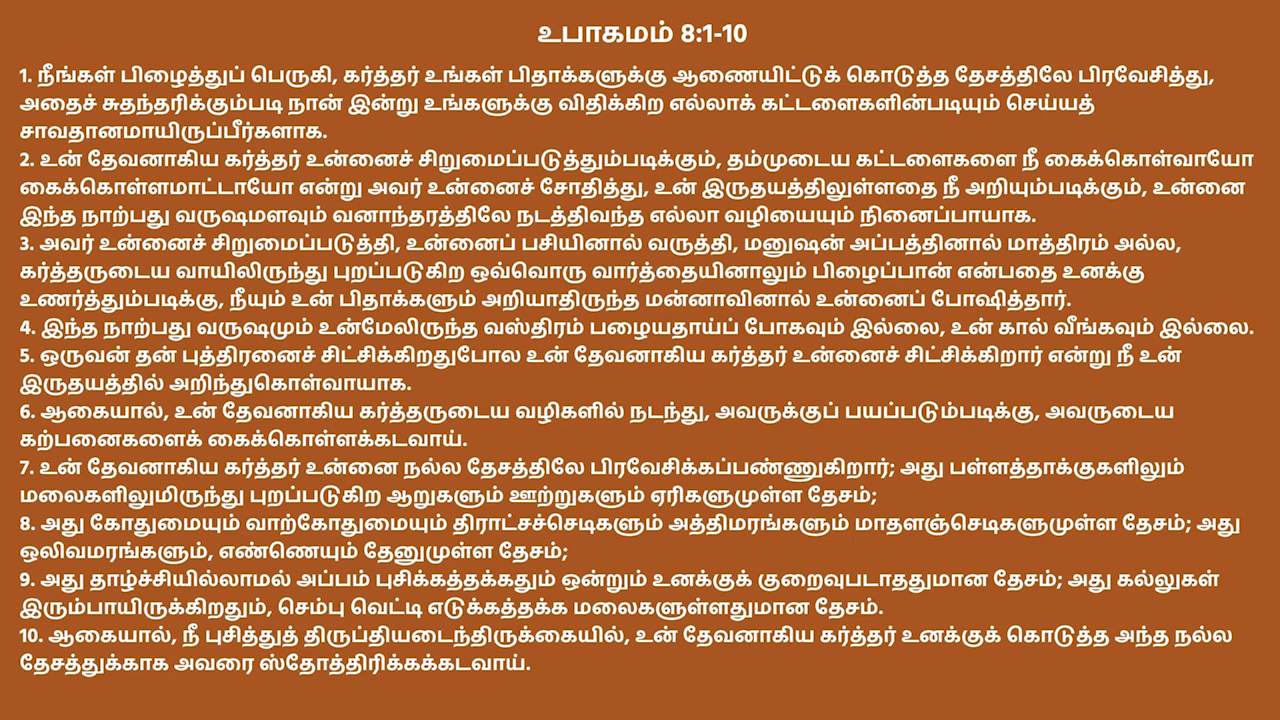 உபாகமம் 8:1-10
1. நீங்கள் பிழைத்துப் பெருகி, கர்த்தர் உங்கள் பிதாக்களுக்கு ஆணையிட்டுக் கொடுத்த தேசத்திலே பிரவேசித்து,
அதைச் சுதந்தரிக்கும்படி நான் இன்று உங்களுக்கு விதிக்கிற எல்லாக் கட்டளைகளின்படியும் செய்யத்
சாவதானமாயிருப்பீர்களாக.
2. உன் தேவனாகிய கர்த்தர் உன்னைச் சிறுமைப்படுத்தும்படிக்கும், தம்முடைய கட்டளைகளை நீ கைக்கொள்வாயோ
கைக்கொள்ளமாட்டாயோ என்று அவர் உன்னைச் சோதித்து, உன் இருதயத்திலுள்ளதை நீ அறியும்படிக்கும், உன்னை
இந்த நாற்பது வருஷமளவும் வனாந்தரத்திலே நடத்திவந்த எல்லா வழியையும் நினைப்பாயாக.
3. அவர் உன்னைச் சிறுமைப்படுத்தி, உன்னைப் பசியினால் வருத்தி, மனுஷன் அப்பத்தினால் மாத்திரம் அல்ல,
கர்த்தருடைய வாயிலிருந்து புறப்படுகிற ஒவ்வொரு வார்த்தையினாலும் பிழைப்பான் என்பதை உனக்கு
உணர்த்தும்படிக்கு, நீயும் உன் பிதாக்களும் அறியாதிருந்த மன்னாவினால் உன்னைப் போஷித்தார்.
4. இந்த நாற்பது வருஷமும் உன்மேலிருந்த வஸ்திரம் பழையதாய்ப் போகவும் இல்லை, உன் கால் வீங்கவும் இல்லை.
5. ஒருவன் தன் புத்திரனைச் சிட்சிக்கிறதுபோல உன் தேவனாகிய கர்த்தர் உன்னைச் சிட்சிக்கிறார் என்று நீ உன்
இருதயத்தில் அறிந்துகொள்வாயாக.
6. ஆகையால், உன் தேவனாகிய கர்த்தருடைய வழிகளில் நடந்து, அவருக்குப் பயப்படும்படிக்கு, அவருடைய
கற்பனைகளைக் கைக்கொள்ளக்கடவாய்.
7. உன் தேவனாகிய கர்த்தர் உன்னை நல்ல தேசத்திலே பிரவேசிக்கப்பண்ணுகிறார்; அது பள்ளத்தாக்குகளிலும்
மலைகளிலுமிருந்து புறப்படுகிற ஆறுகளும் ஊற்றுகளும் ஏரிகளுமுள்ள தேசம்;
8. அது கோதுமையும் வாற்கோதுமையும் திராட்சச்செடிகளும் அத்திமரங்களும் மாதளஞ்செடிகளுமுள்ள தேசம்; அது
ஒலிவமரங்களும், எண்ணெயும் தேனுமுள்ள தேசம்;
9. அது தாழ்ச்சியில்லாமல் அப்பம் புசிக்கத்தக்கதும் ஒன்றும் உனக்குக் குறைவுபடாததுமான தேசம்; அது கல்லுகள்
இரும்பாயிருக்கிறதும், செம்பு வெட்டி எடுக்கத்தக்க மலைகளுள்ளதுமான தேசம்.
10. ஆகையால், நீ புசித்துத் திருப்தியடைந்திருக்கையில், உன் தேவனாகிய கர்த்தர் உனக்குக் கொடுத்த அந்த நல்ல
தேசத்துக்காக அவரை ஸ்தோத்திரிக்கக்கடவாய்.